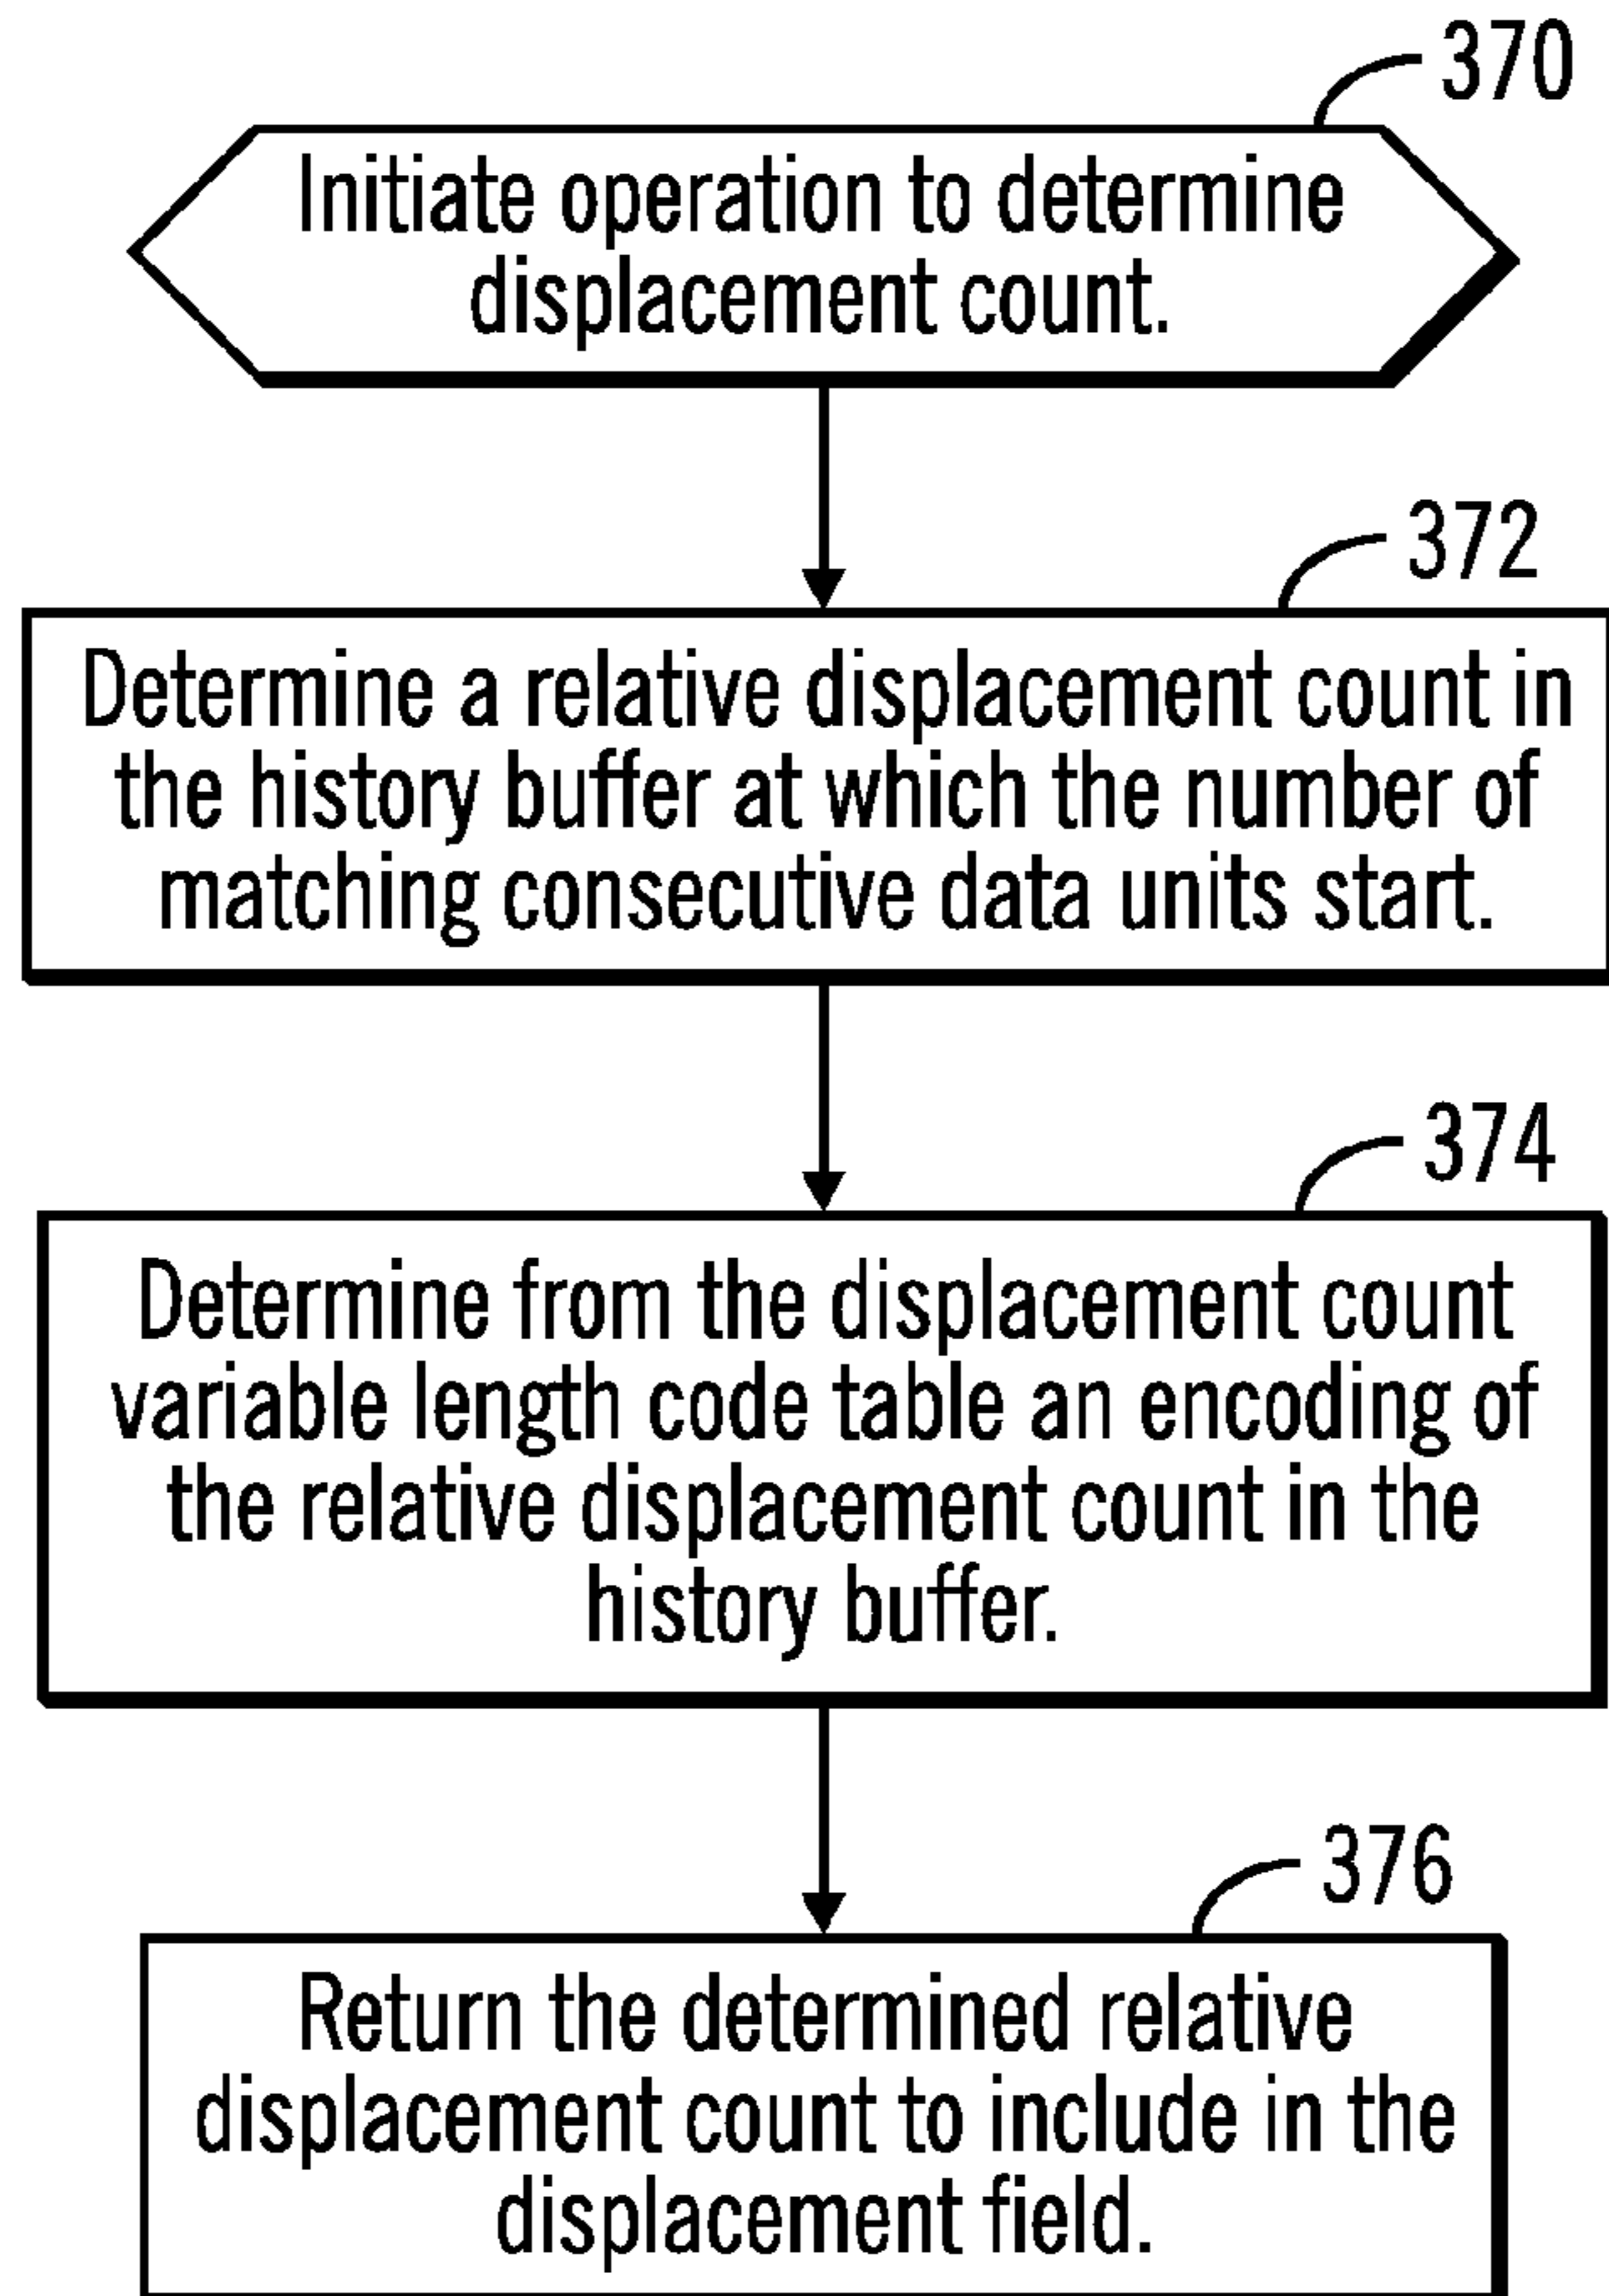 370
Initiate operation to determine
displacement count.
372
Determine a relative displacement count in
the history buffer at which the number of
matching consecutive data units start.
374
Determine from the displacement count
variable length code table an encoding of
the relative displacement count in the
history buffer.
376
Return the determined relative
displacement count to include in the
displacement field.